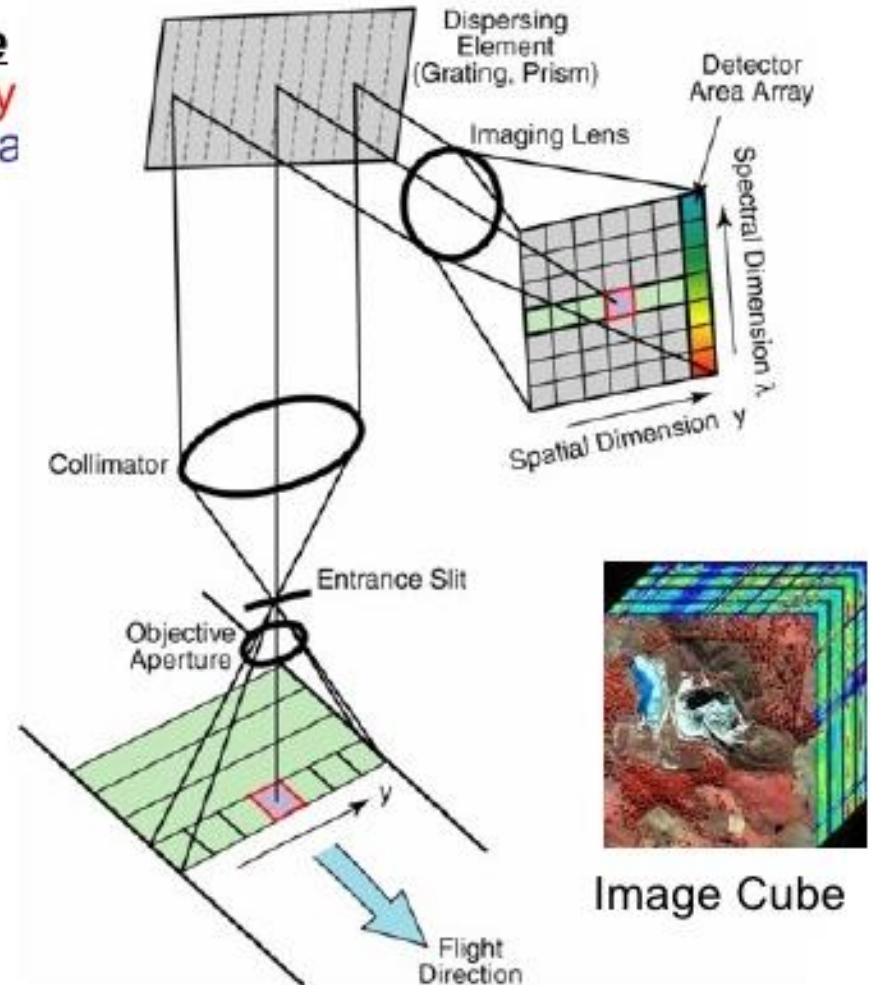 e
y
a
Dispersing
Element
(Grating, Prism)
Detector
Area Array
Imaging Lens
Spectral Dimension λ
Spatial Dimension y
Collimator
Entrance Slit
Objective
Aperture
y
Image Cube
Flight
Direction